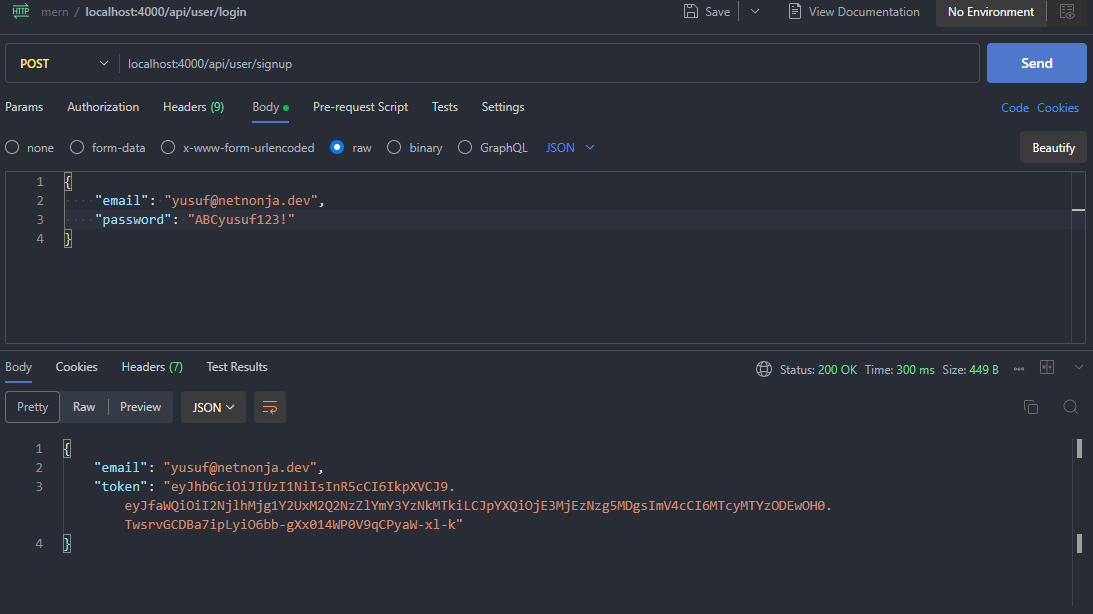 HTTP mern / localhost:4000/api/user/login Save View Documentation No Environment
POST localhost:4000/api/user/signup Send
Params Authorization Headers (9) Body Pre-request Script Tests Settings Code Cookies
none form-data x-www-form-urlencoded raw binary GraphQL JSON Beautify
1 {
2 "email": "yusuf@netnonja.dev",
3 "password": "ABCyusuf123!"
4 }
Body Cookies Headers (7) Test Results Status: 200 OK Time: 300 ms Size: 449 B
Pretty Raw Preview JSON
1 {
2 "email": "yusuf@netnonja.dev",
3 "token": "eyJhbGciOiJIUzI1NiIsInR5cCI6IkpXVCJ9.
eyJfaWQiOiI2NjlhMjg1Y2UxM2Q2NzZlYmY3YzNkMTkiLCJpYXQiOjE3MjEzNzg5MDgsImV4cCI6MTcyMTYzODEwOH0.
TwsrvGCDBa7ipLyiO6bb-gXx014WP0V9qCPyaW-xl-k"
4 }